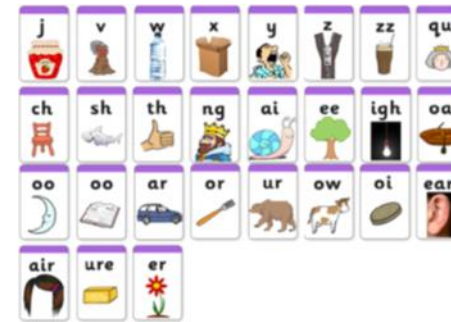 j v w x y z zz qu
ch sh th ng ai ee igh oa
oo oo ar or ur ow oi ear
air ure er